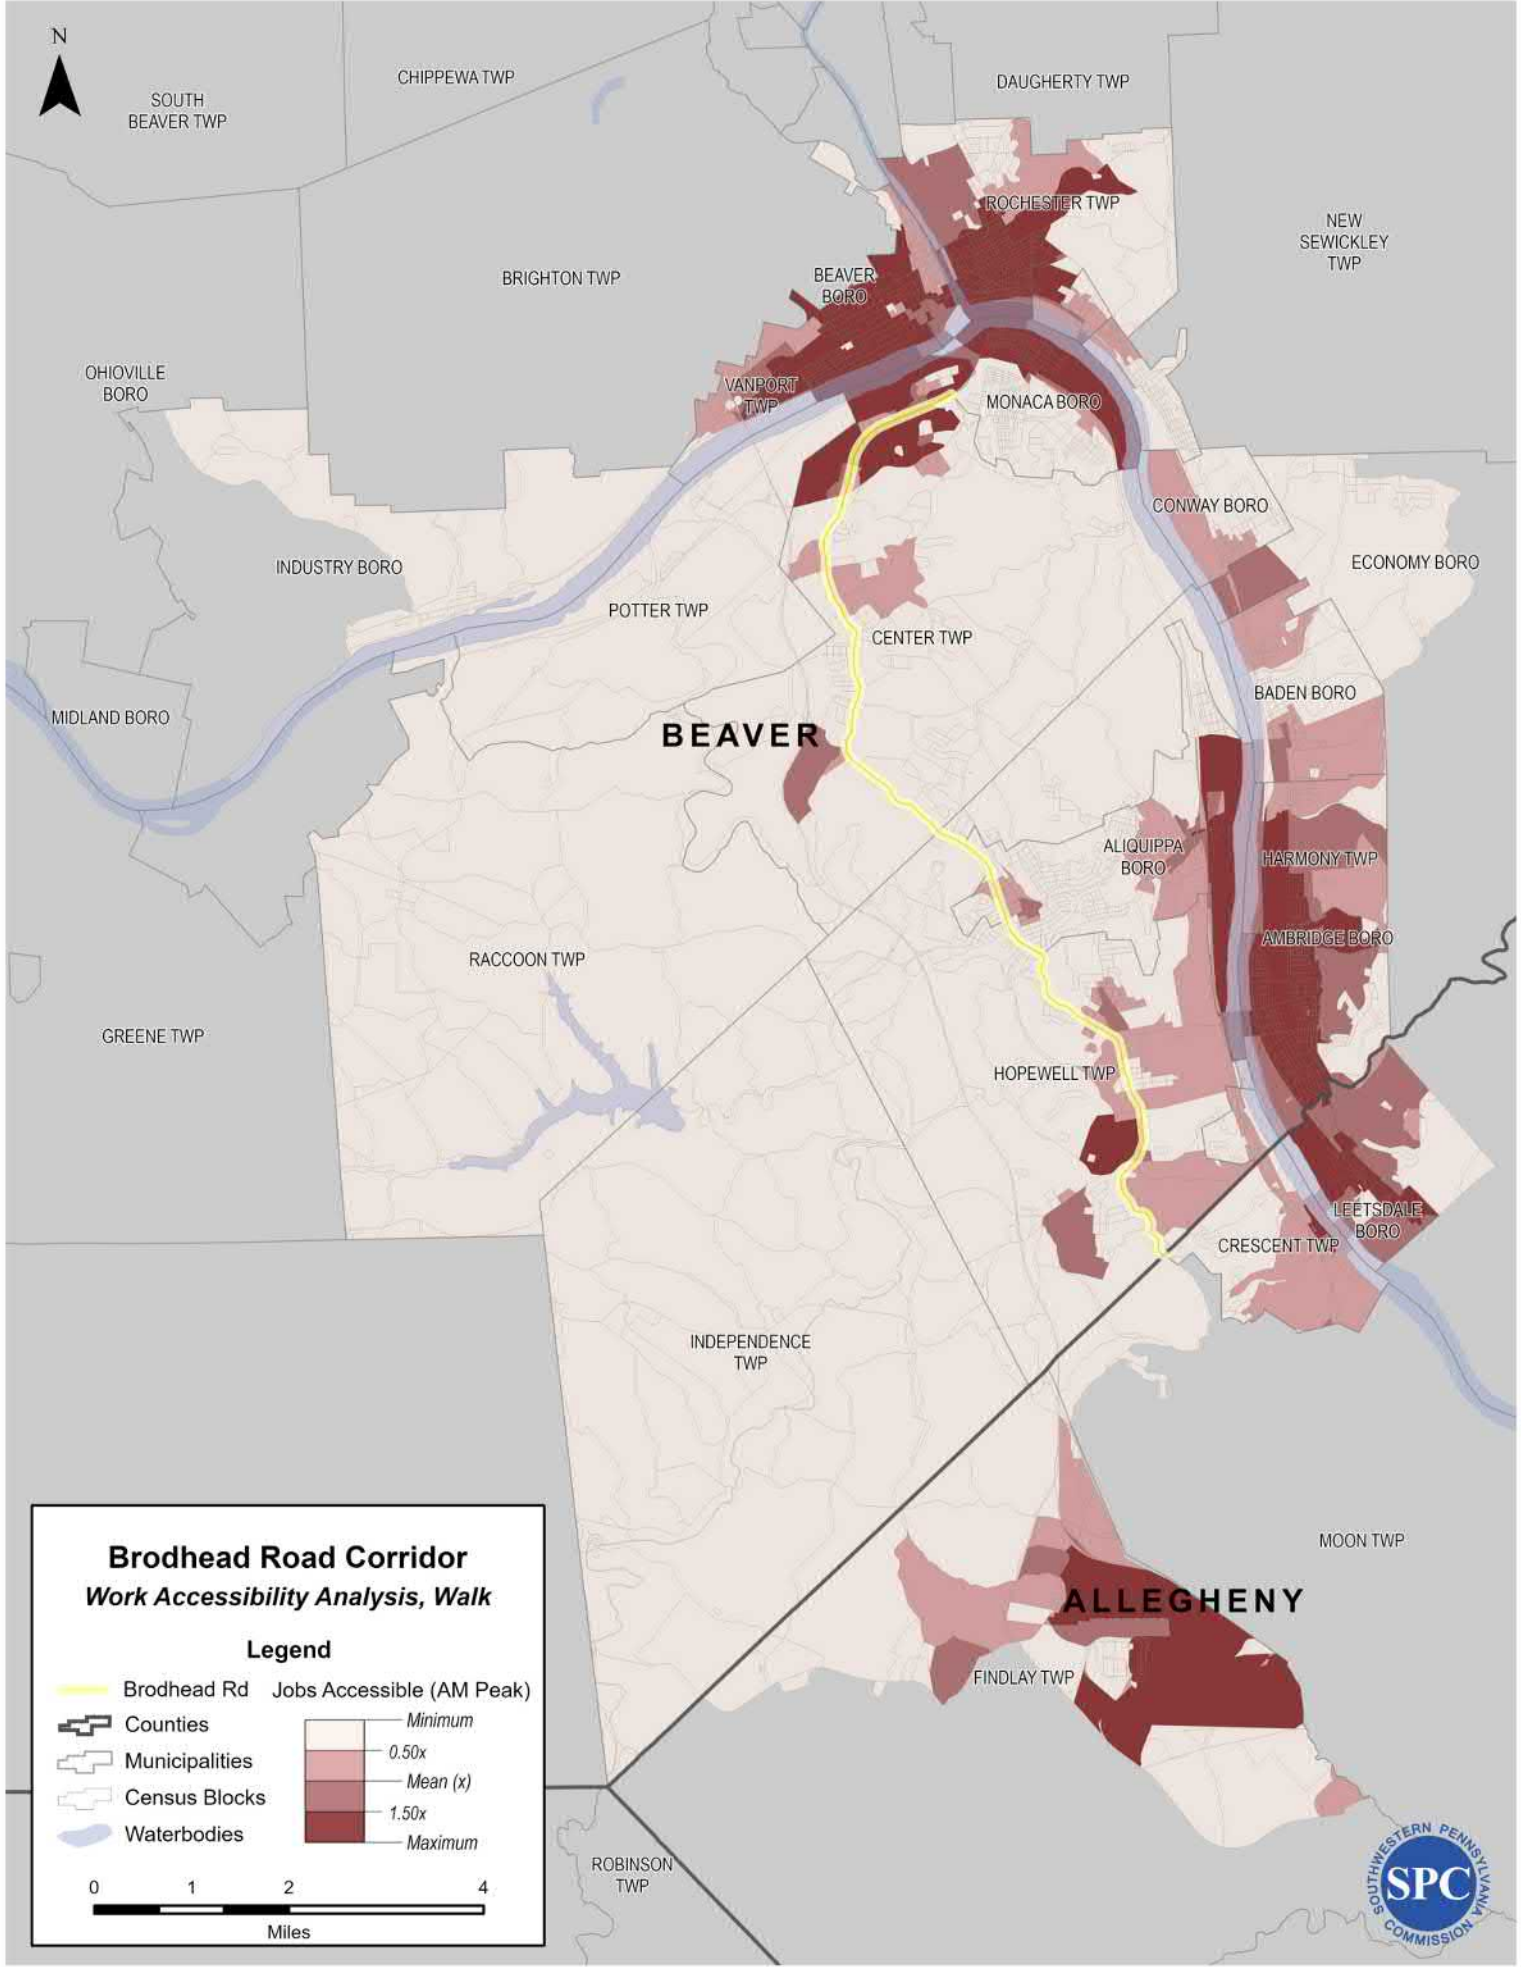 N
CHIPPEWA TWP
DAUGHERTY TWP
SOUTH
BEAVER TWP
ROCHESTER TWP
NEW
SEWICKLEY
TWP
BRIGHTON TWP
BEAVER
BORO
OHIOVILLE
BORO
VANPORT
TWP
MONACA BORO
CONWAY BORO
INDUSTRY BORO
ECONOMY BORO
POTTER TWP
CENTER TWP
BADEN BORO
MIDLAND BORO
BEAVER
ALIQUIPPA
BORO
HARMONY TWP
AMBRIDGE BORO
RACCOON TWP
GREENE TWP
HOPEWELL TWP
LEETSDALE
BORO
CRESCENT TWP
INDEPENDENCE
TWP
MOON TWP
ALLEGHENY
FINDLAY TWP
ROBINSON
TWP
Brodhead Road Corridor
Work Accessibility Analysis, Walk
Legend
Brodhead Rd
Counties
Municipalities
Census Blocks
Waterbodies
Jobs Accessible (AM Peak)
Minimum
0.50x
Mean (x)
1.50x
Maximum
0 1 2 4
Miles
SOUTHWESTERN PENNSYLVANIA
SPC
COMMISSION